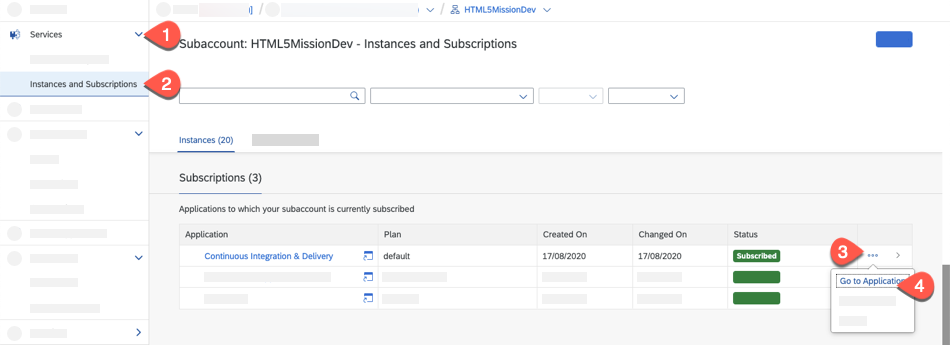 HTML5MissionDev
Services
1
Subaccount: HTML5MissionDev - Instances and Subscriptions
Instances and Subscriptions
2
Instances (20)
Subscriptions (3)
Applications to which your subaccount is currently subscribed
Application Plan Created On Changed On Status
Continuous Integration & Delivery default 17/08/2020 17/08/2020 Subscribed
3
Go to Application
4